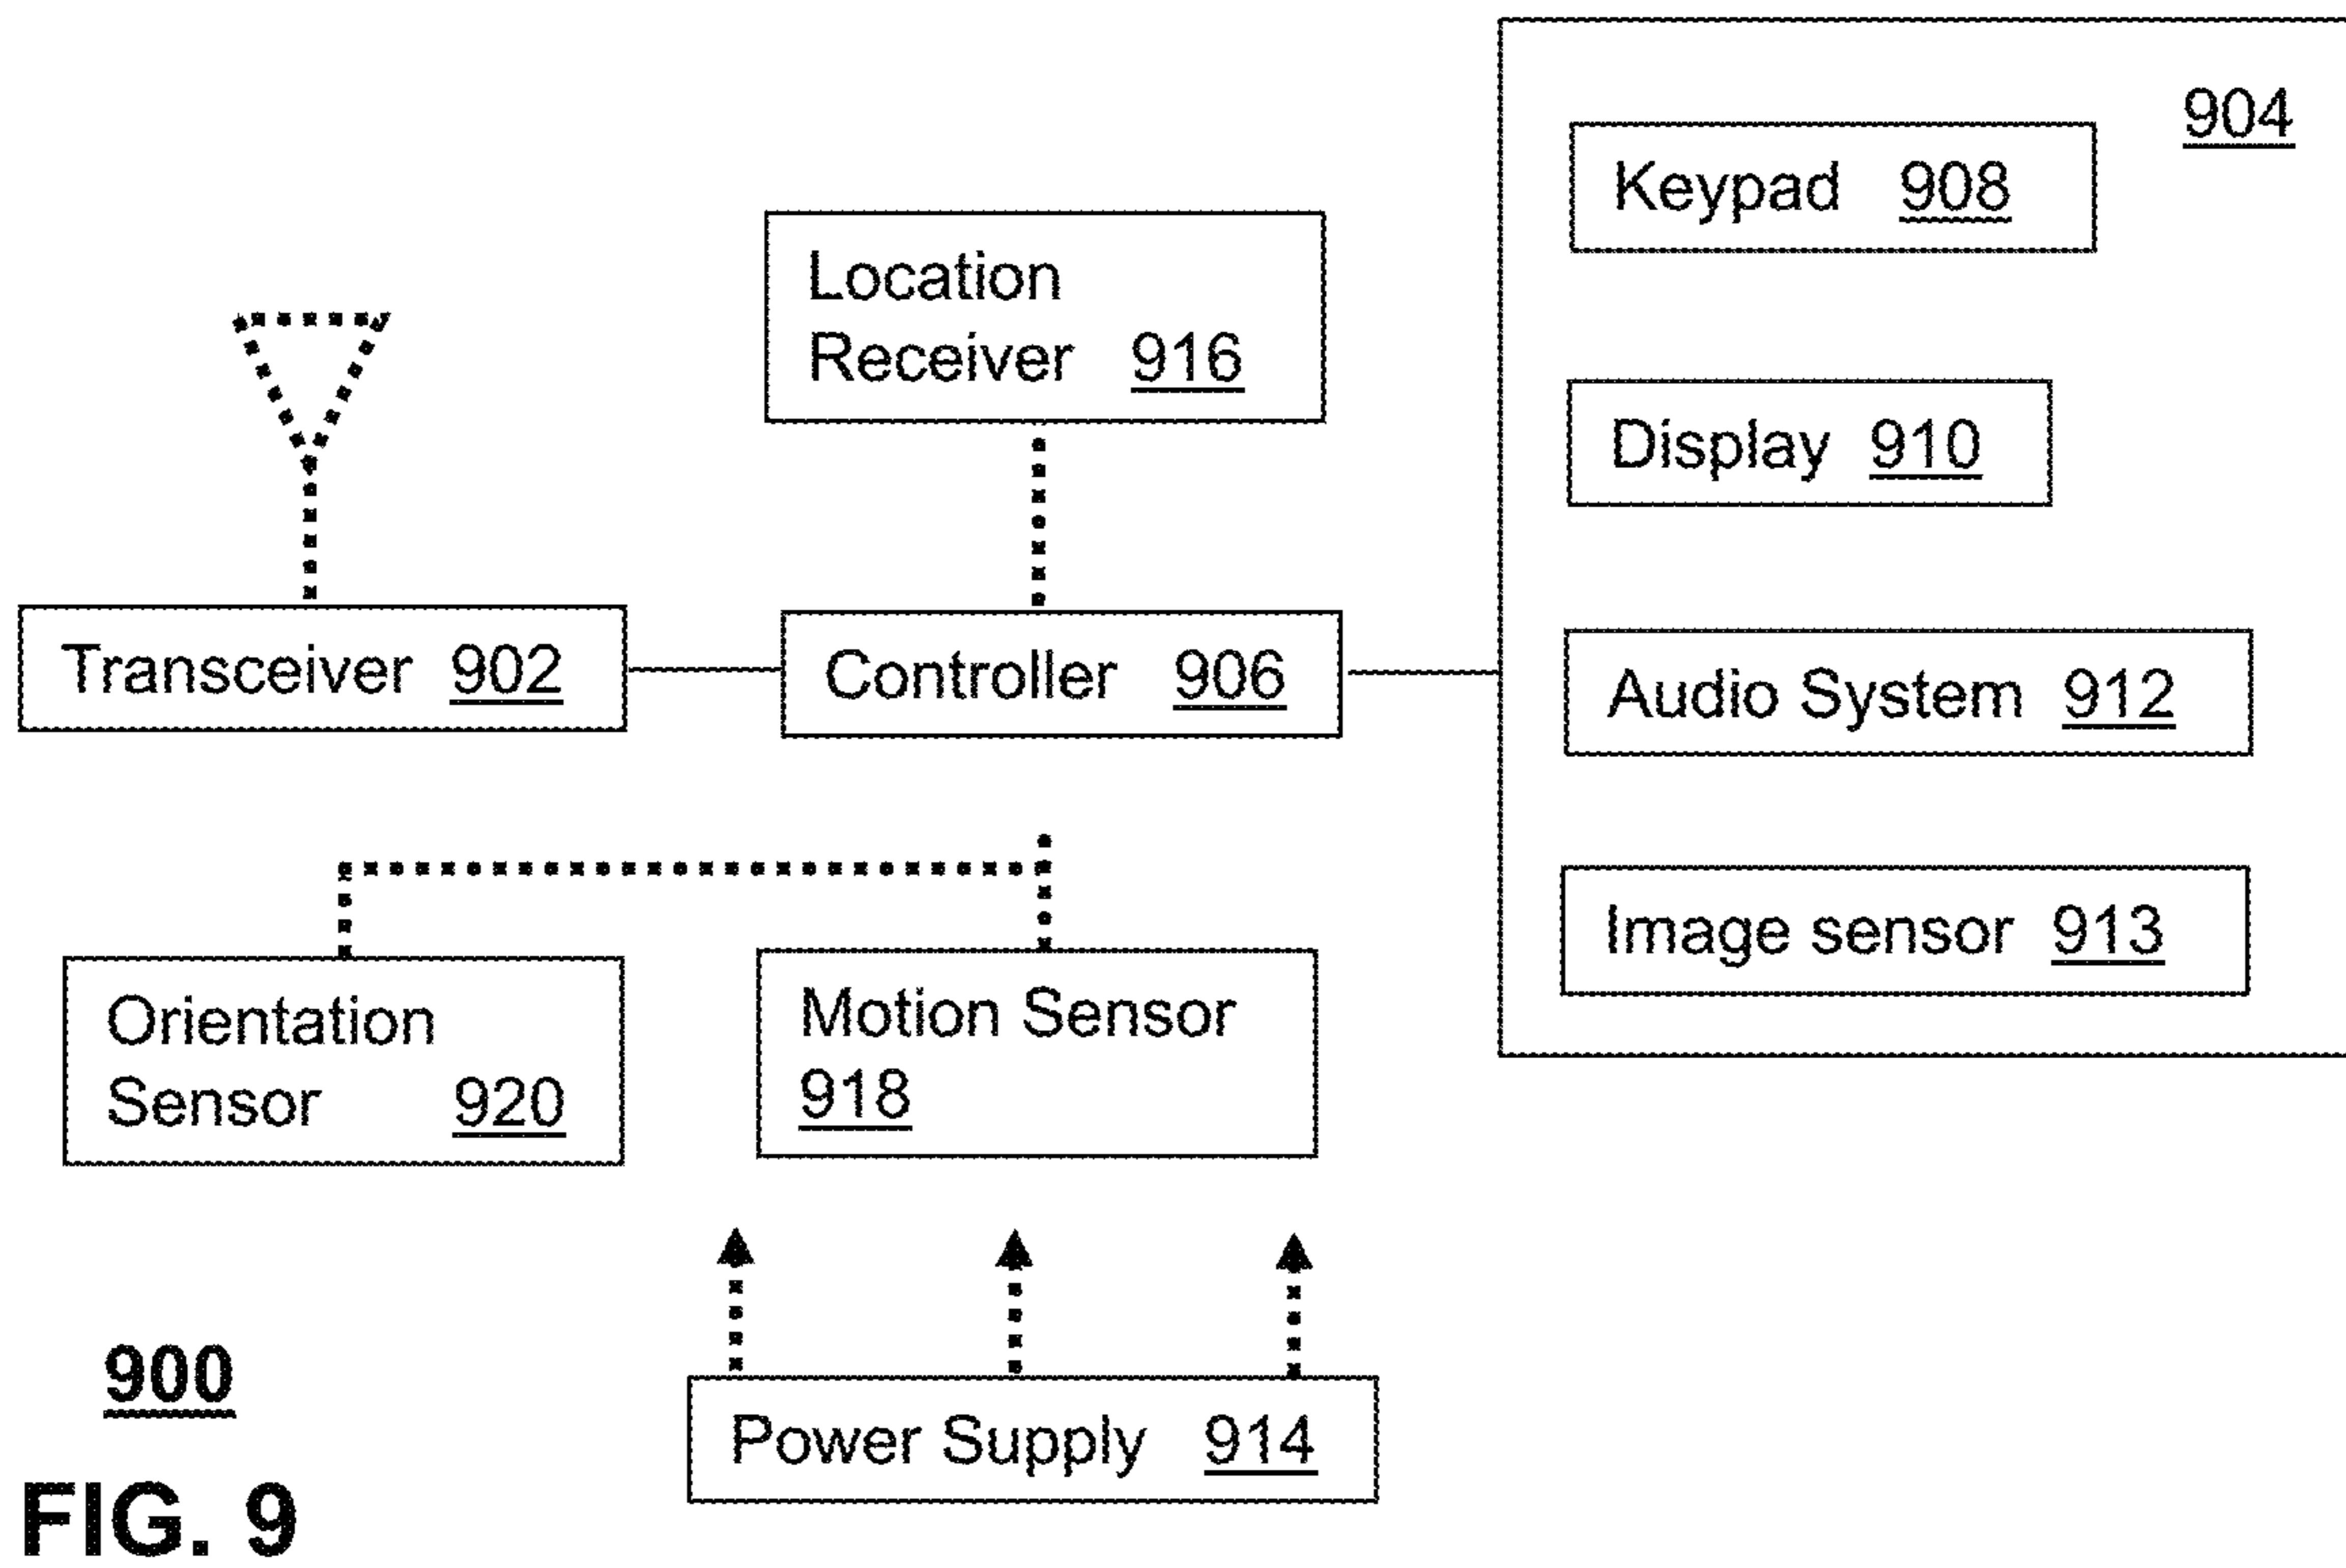 904
Keypad 908
Location
Receiver 916
Display 910
Transceiver 902
Controller 906
Audio System 912
Image sensor 913
Orientation
Sensor 920
Motion Sensor
918
900
Power Supply 914
FIG. 9